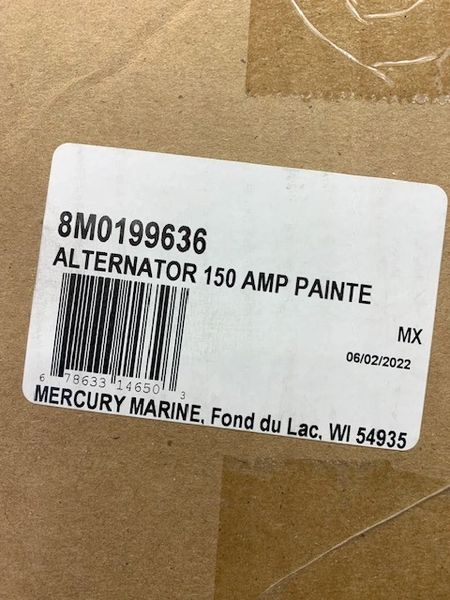 8M0199636
ALTERNATOR 150 AMP PAINTE
MX
06/02/2022
6 78633 14650 3
MERCURY MARINE, Fond du Lac, WI 54935